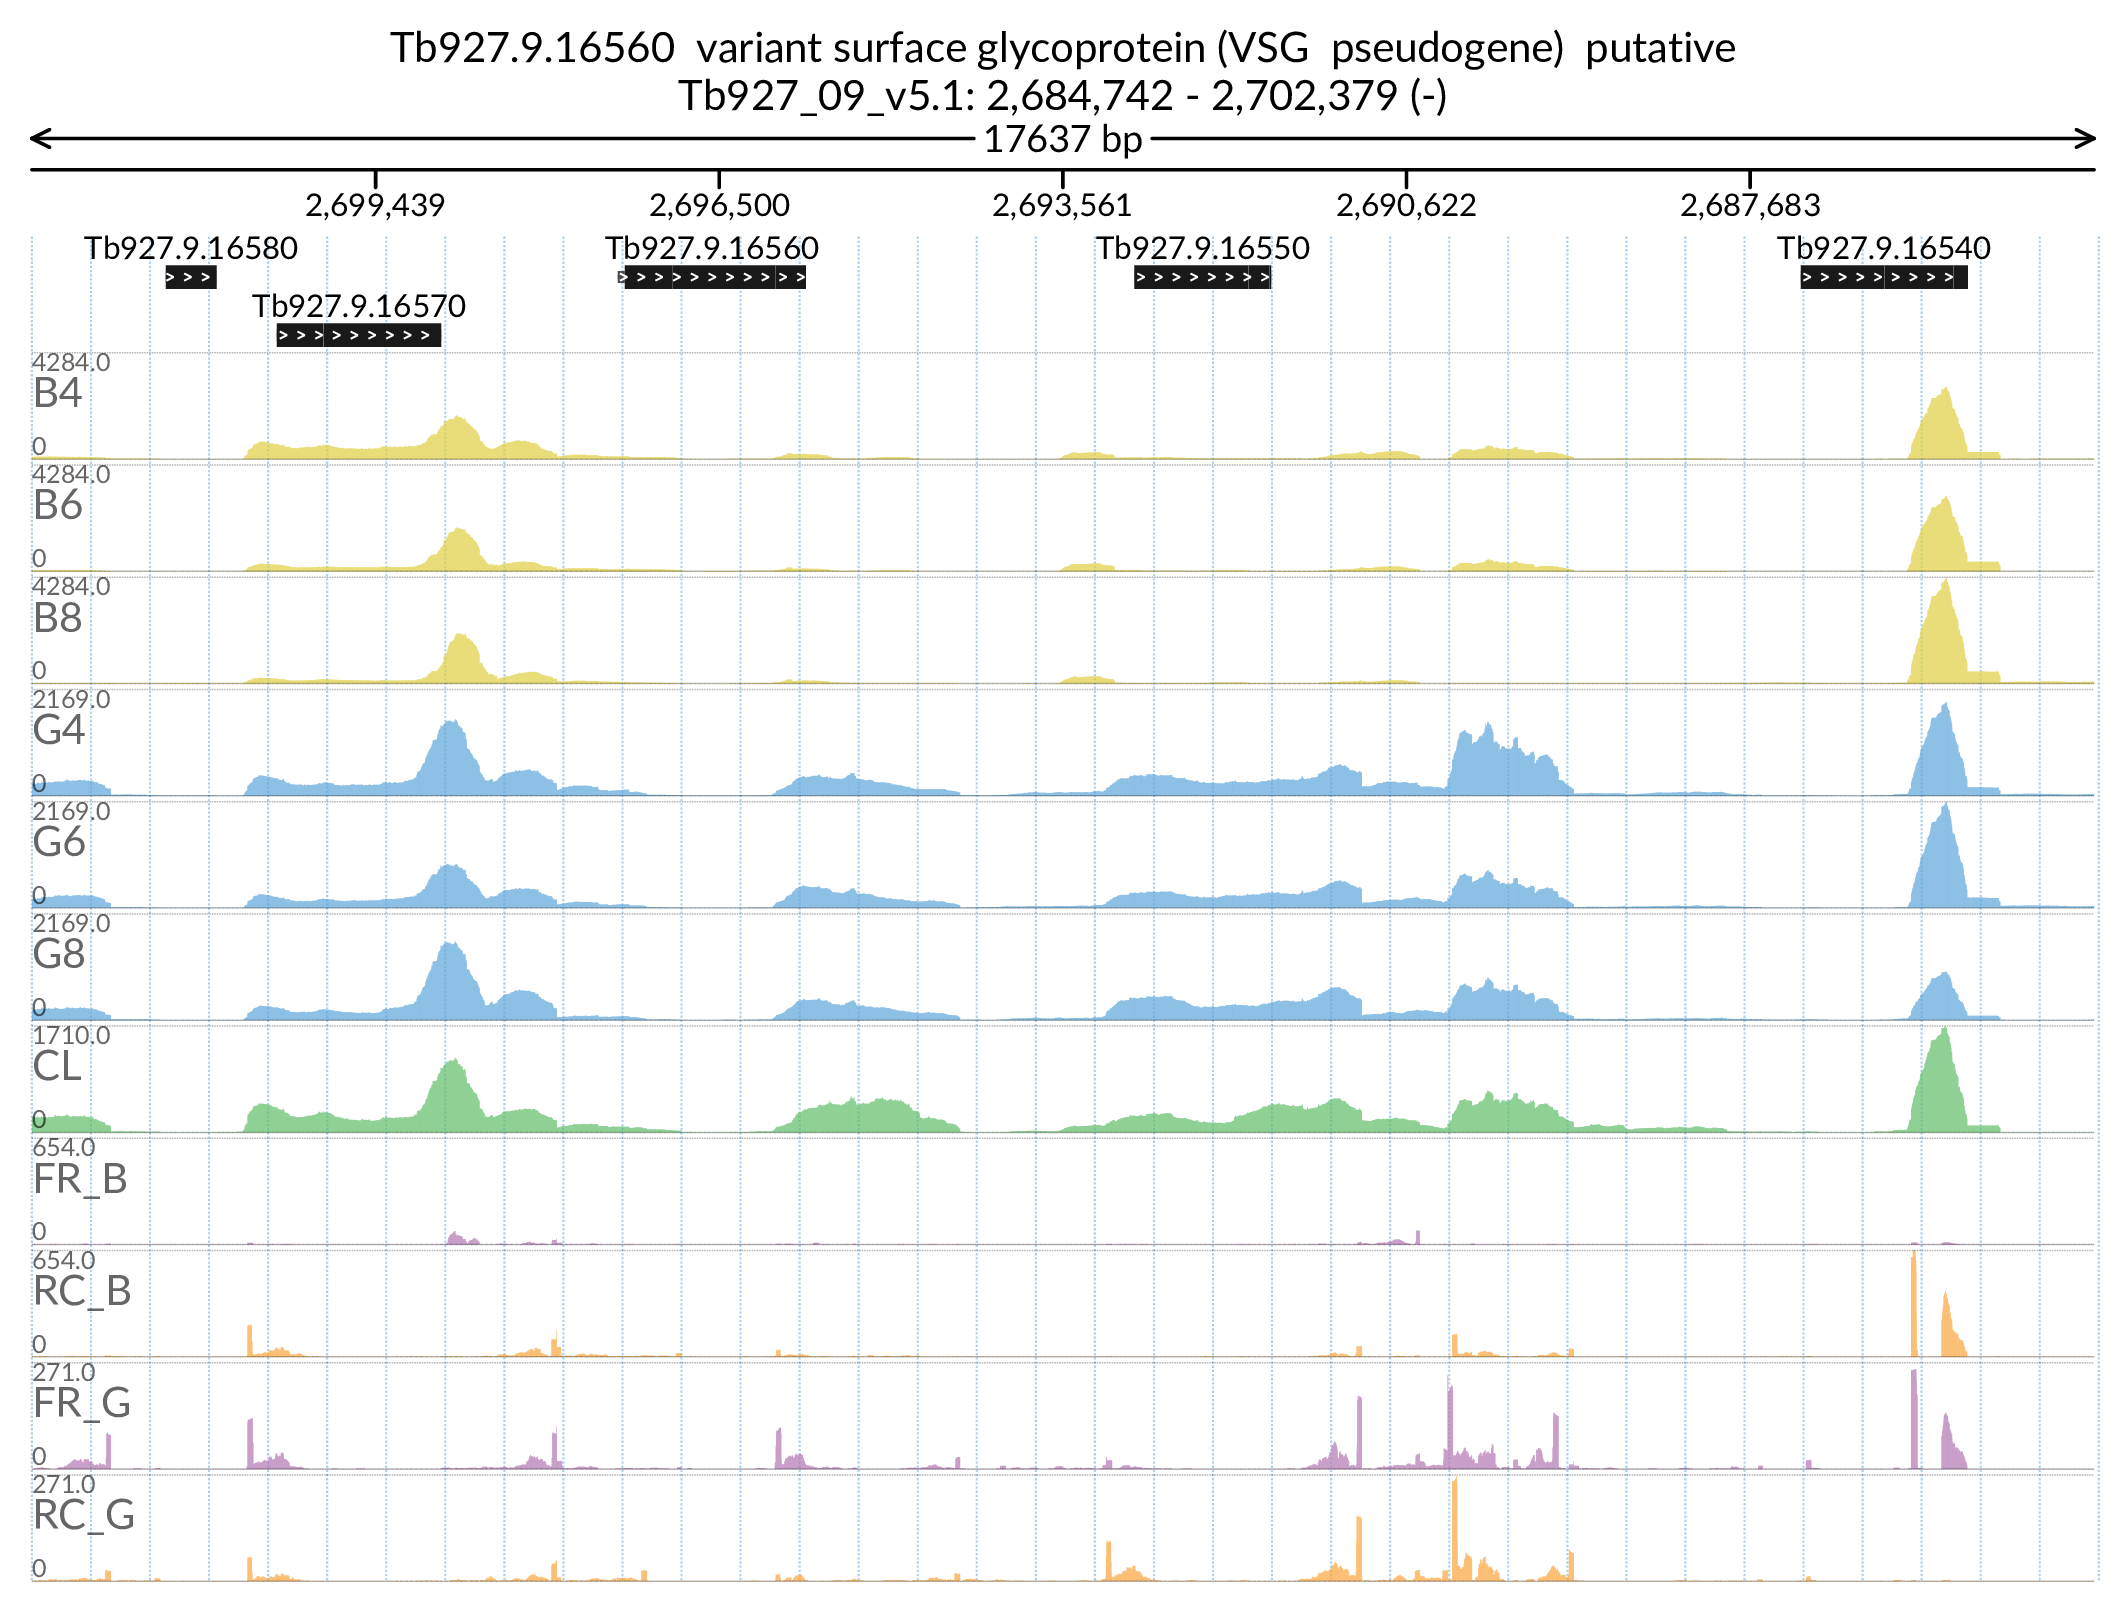 Tb927.9.16560  variant surface glycoprotein (VSG  pseudogene)  putative
Tb927_09_v5.1: 2,684,742 - 2,702,379 (-)
17637 bp
2,699,439 2,696,500 2,693,561 2,690,622 2,687,683
Tb927.9.16580 Tb927.9.16560 Tb927.9.16550 Tb927.9.16540
Tb927.9.16570
4284.0
B4
0
4284.0
B6
0
4284.0
B8
0
2169.0
G4
0
2169.0
G6
0
2169.0
G8
0
1710.0
CL
0
654.0
FR_B
0
654.0
RC_B
0
271.0
FR_G
0
271.0
RC_G
0